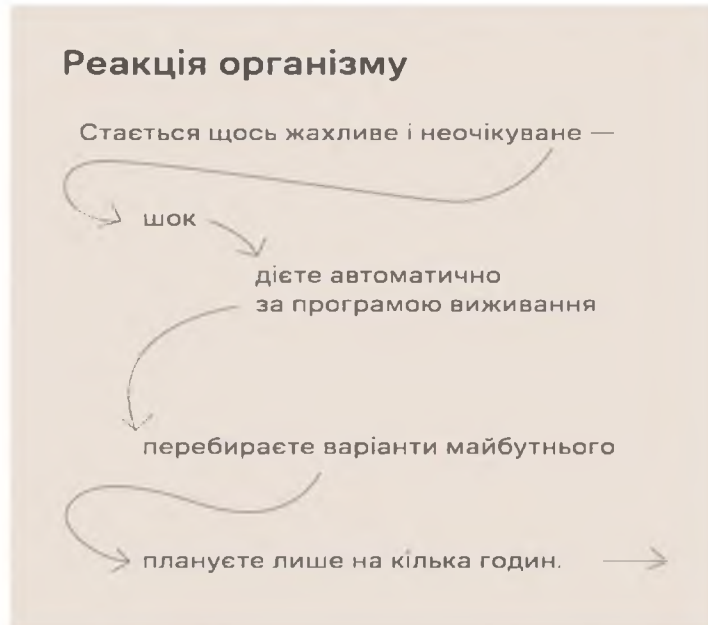 Реакція організму
Стається щось жахливе і неочікуване —
шок
дієте автоматично
за програмою виживання
перебираєте варіанти майбутнього
плануєте лише на кілька годин.